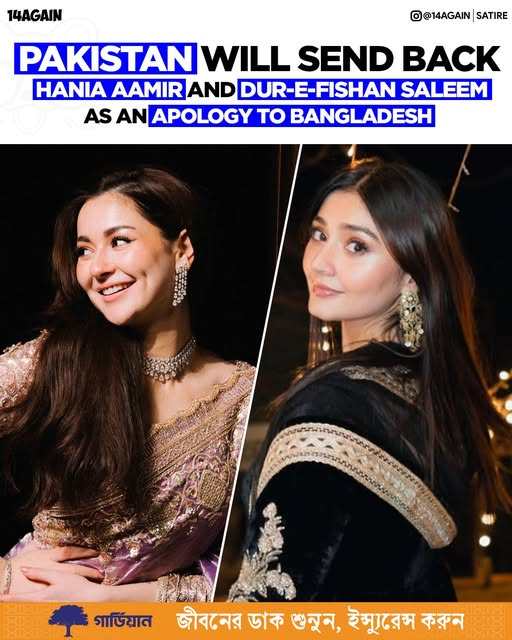 14AGAIN
@14AGAIN | SATIRE
PAKISTAN WILL SEND BACK
HANIA AAMIR AND DUR-E-FISHAN SALEEM
AS AN APOLOGY TO BANGLADESH
গার্ডিয়ান
জীবনের ডাক শুনুন, ইন্স্যুরেন্স করুন